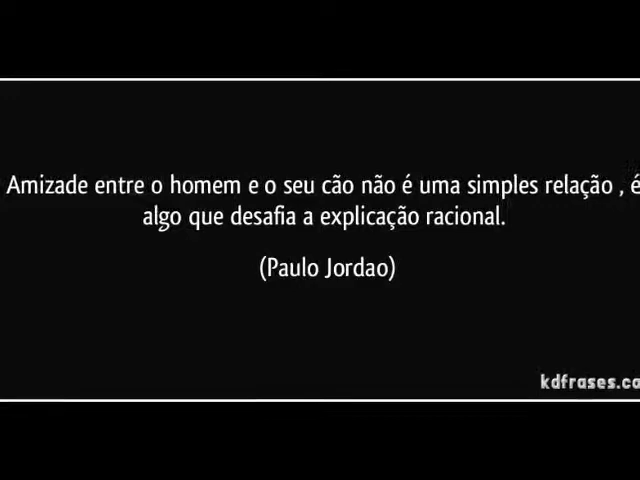 Amizade entre o homem e o seu cão não é uma simples relação , é
algo que desafia a explicação racional.
(Paulo Jordao)
kdfrases.co